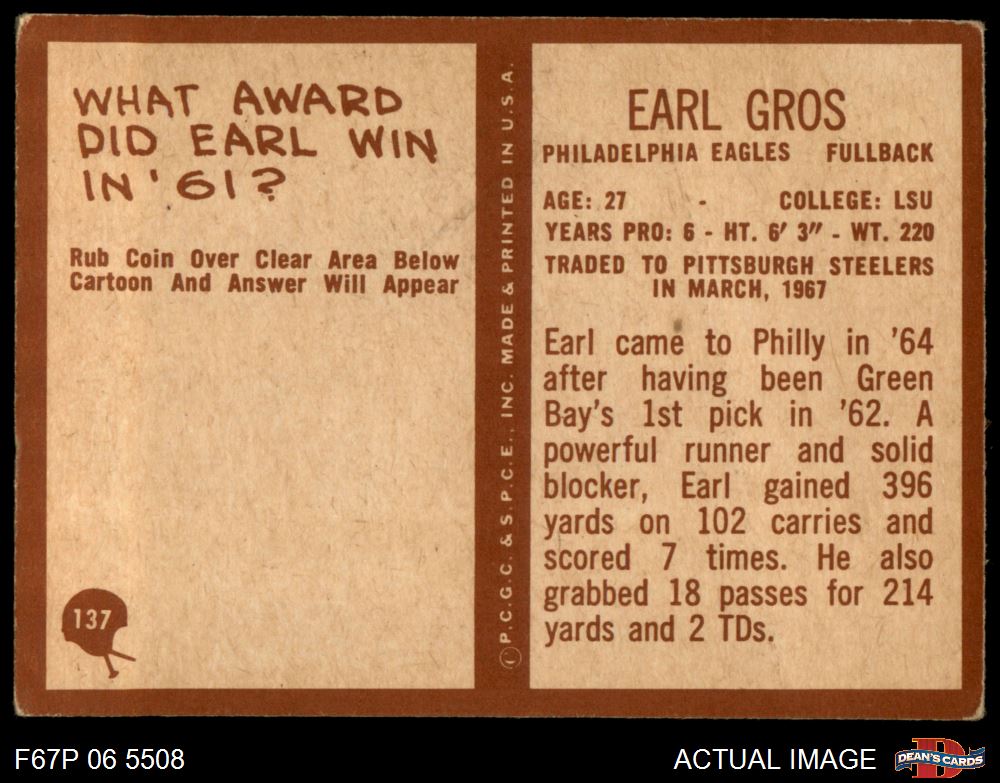 WHAT AWARD
DID EARL WIN
IN '61?
Rub Coin Over Clear Area Below
Cartoon And Answer Will Appear
137
© P.C.G.C. & S.P.C.E., INC. MADE & PRINTED IN U.S.A.
EARL GROS
PHILADELPHIA EAGLES FULLBACK
AGE: 27 - COLLEGE: LSU
YEARS PRO: 6 - HT. 6' 3" - WT. 220
TRADED TO PITTSBURGH STEELERS
IN MARCH, 1967
Earl came to Philly in '64
after having been Green
Bay's 1st pick in '62. A
powerful runner and solid
blocker, Earl gained 396
yards on 102 carries and
scored 7 times. He also
grabbed 18 passes for 214
yards and 2 TDs.
F67P 06 5508
ACTUAL IMAGE
D
DEAN'S CARDS